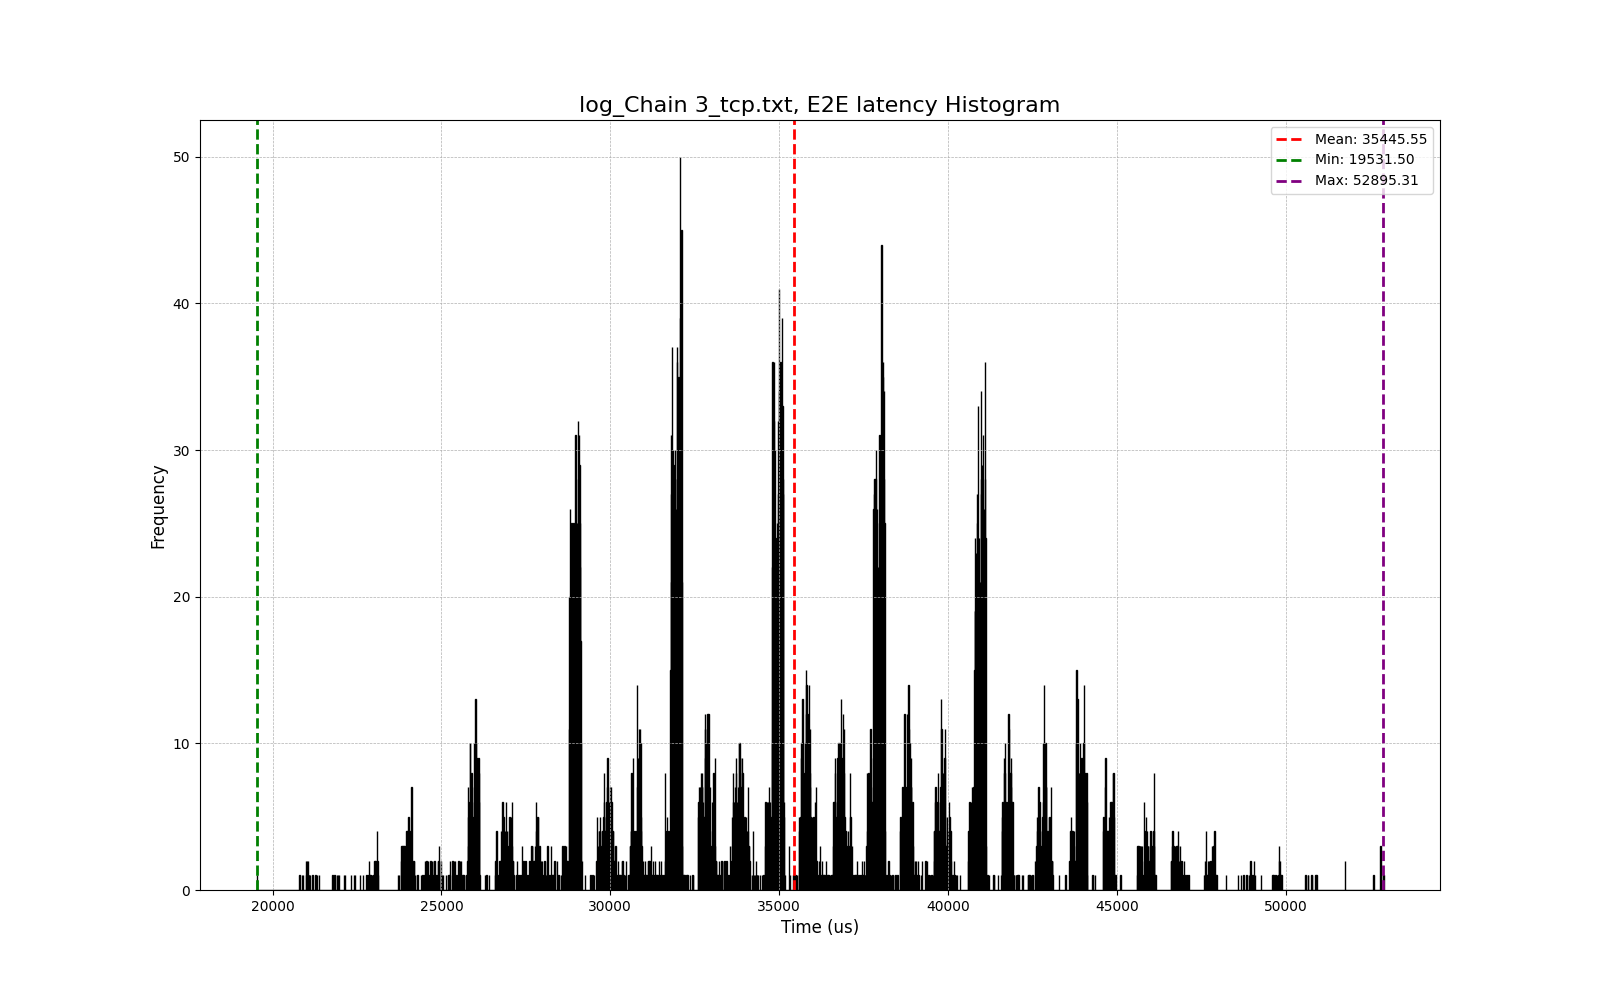 log_Chain 3_tcp.txt, E2E latency Histogram
Mean: 35445.55
Min: 19531.50
Max: 52895.31
50
40
30
20
10
0
Frequency
20000 25000 30000 35000 40000 45000 50000
Time (us)